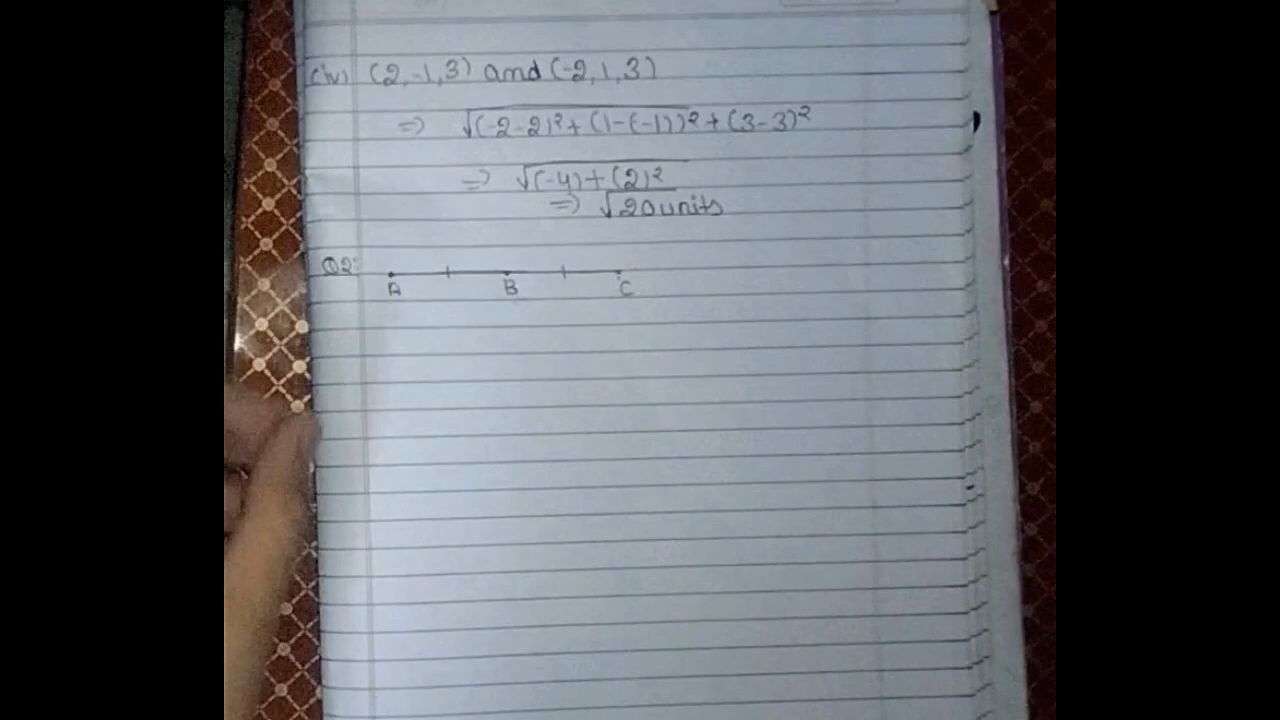 (iv) (2,-1,3) and (-2,1,3)
=> √(-2-2)²+(1-(-1))²+(3-3)²
=> √(-4)+(2)²
=> √20units
Q2:
A B C